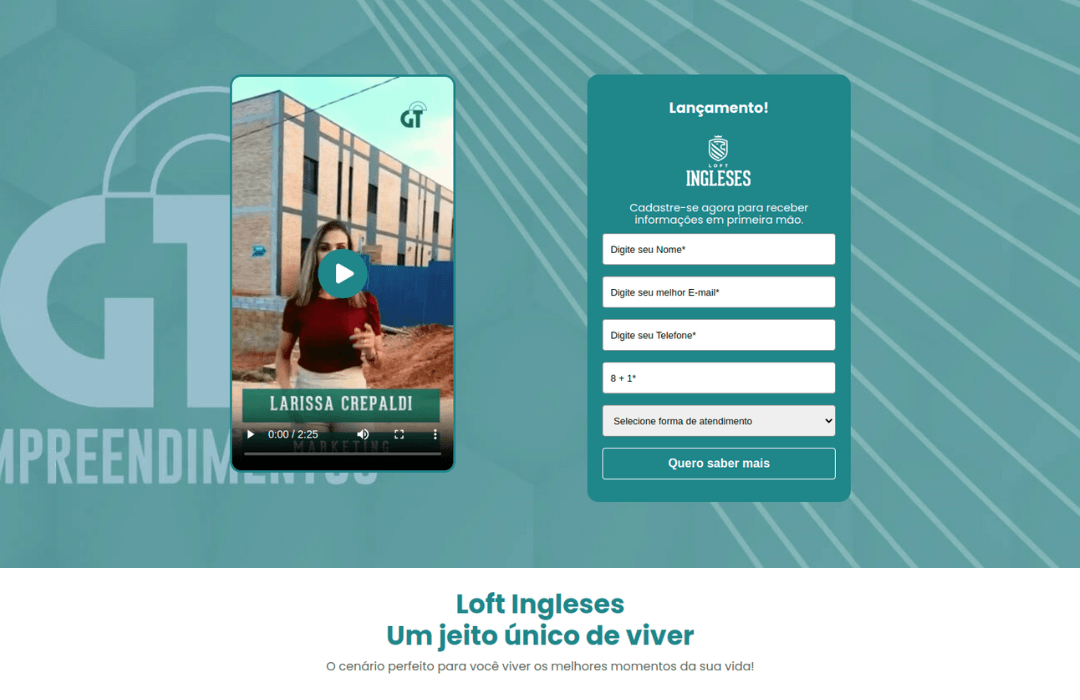 GT
MPREENDIMENTOS
GT
LARISSA CREPALDI
MARKETING
0:00 / 2:25
Lançamento!
LOFT
INGLESES
Cadastre-se agora para receber
informações em primeira mão.
Digite seu Nome*
Digite seu melhor E-mail*
Digite seu Telefone*
8 + 1*
Selecione forma de atendimento
Quero saber mais
Loft Ingleses
Um jeito único de viver
O cenário perfeito para você viver os melhores momentos da sua vida!